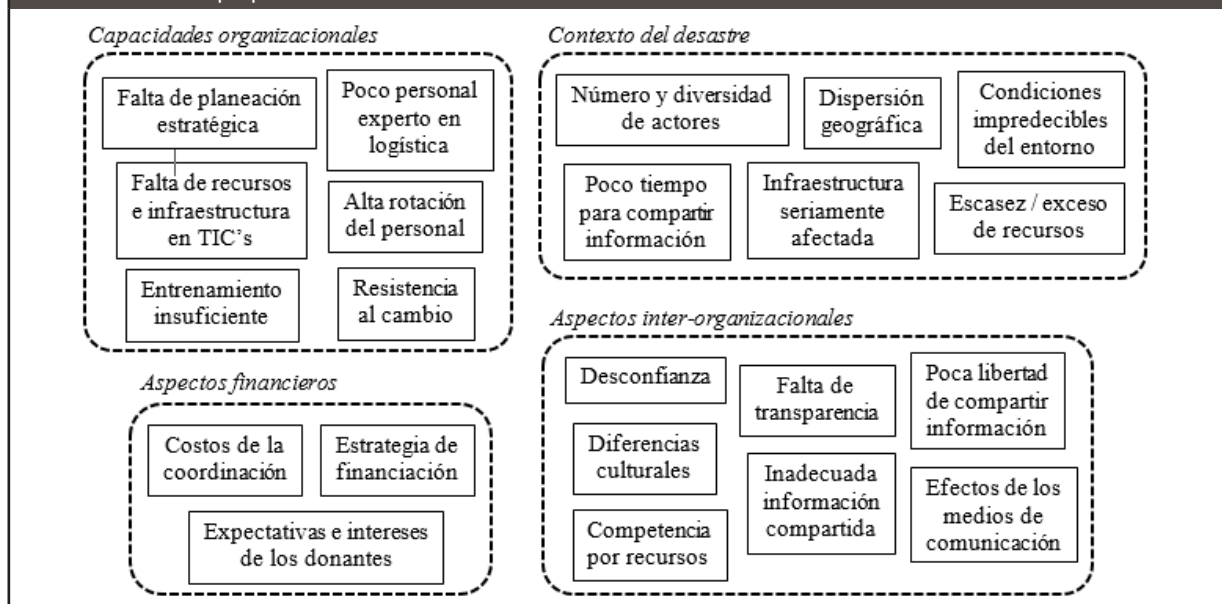 Capacidades organizacionales
Falta de planeación
estratégica
Poco personal
experto en
logística
Falta de recursos
e infraestructura
en TIC's
Alta rotación
del personal
Entrenamiento
insuficiente
Resistencia
al cambio
Contexto del desastre
Número y diversidad
de actores
Dispersión
geográfica
Condiciones
impredecibles
del entorno
Poco tiempo
para compartir
información
Infraestructura
seriamente
afectada
Escasez / exceso
de recursos
Aspectos financieros
Costos de la
coordinación
Estrategia de
financiación
Expectativas e intereses
de los donantes
Aspectos inter-organizacionales
Desconfianza
Falta de
transparencia
Poca libertad
de compartir
información
Diferencias
culturales
Inadecuada
información
compartida
Efectos de los
medios de
comunicación
Competencia
por recursos